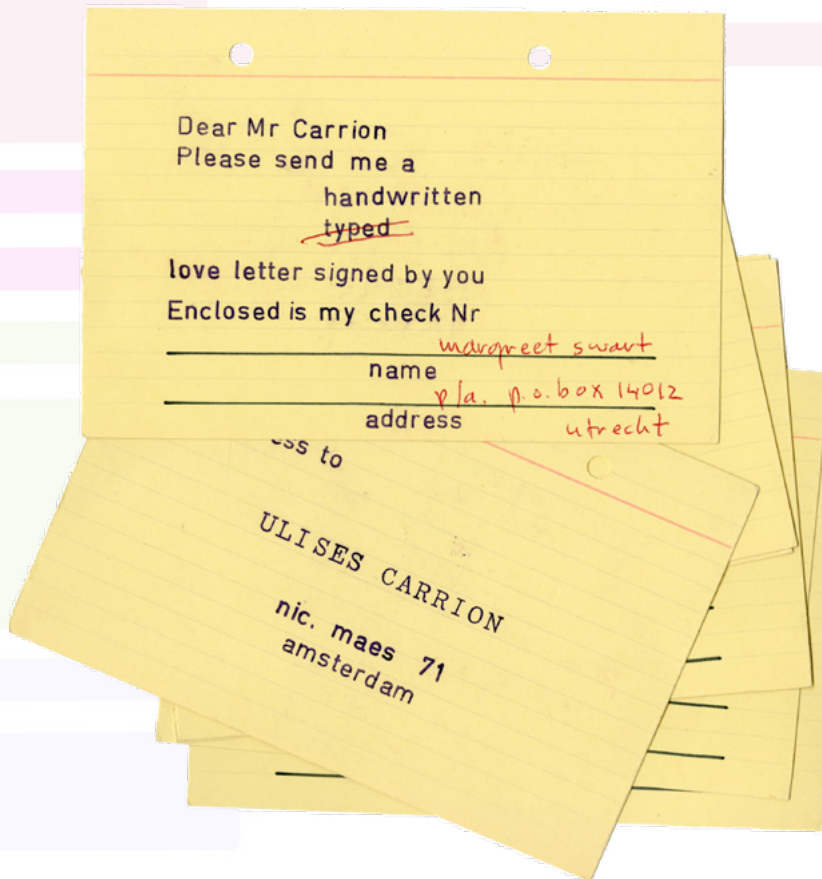 Dear Mr Carrion
Please send me a
handwritten
typed
love letter signed by you
Enclosed is my check Nr
margreet swart
name
p/a. p.o. box 14012
address utrecht
ess to
ULISES CARRION
nic. maes 71
amsterdam